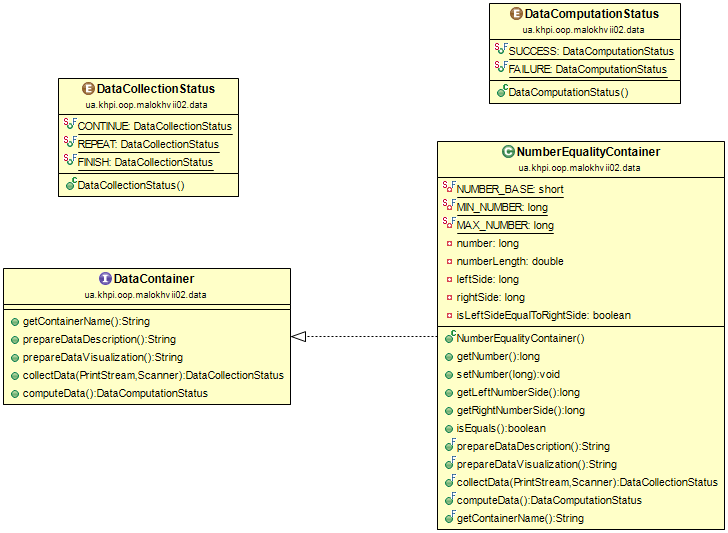 DataComputationStatus
ua.khpi.oop.malokhvii02.data
SUCCESS: DataComputationStatus
FAILURE: DataComputationStatus
DataComputationStatus()
DataCollectionStatus
ua.khpi.oop.malokhvii02.data
CONTINUE: DataCollectionStatus
REPEAT: DataCollectionStatus
FINISH: DataCollectionStatus
DataCollectionStatus()
DataContainer
ua.khpi.oop.malokhvii02.data
getContainerName():String
prepareDataDescription():String
prepareDataVisualization():String
collectData(PrintStream,Scanner):DataCollectionStatus
computeData():DataComputationStatus
NumberEqualityContainer
ua.khpi.oop.malokhvii02.data
NUMBER_BASE: short
MIN_NUMBER: long
MAX_NUMBER: long
number: long
numberLength: double
leftSide: long
rightSide: long
isLeftSideEqualToRightSide: boolean
NumberEqualityContainer()
getNumber():long
setNumber(long):void
getLeftNumberSide():long
getRightNumberSide():long
isEquals():boolean
prepareDataDescription():String
prepareDataVisualization():String
collectData(PrintStream,Scanner):DataCollectionStatus
computeData():DataComputationStatus
getContainerName():String